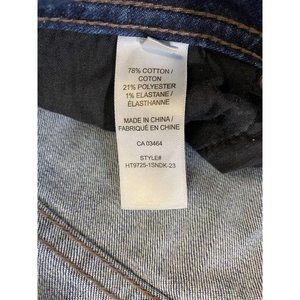 78% COTTON /
COTON
21% POLYESTER
1% ELASTANE /
ÉLASTHANNE
MADE IN CHINA /
FABRIQUÉ EN CHINE
CA 03464
STYLE#
HT9725-1SNDK-23